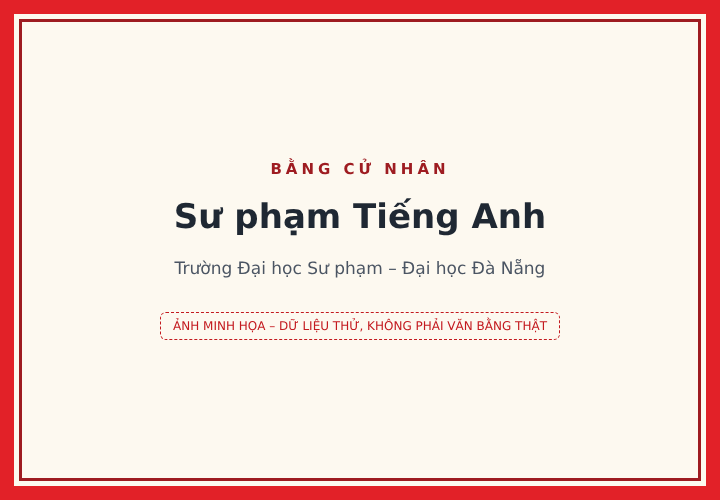 BẰNG CỬ NHÂN
Sư phạm Tiếng Anh
Trường Đại học Sư phạm – Đại học Đà Nẵng
ẢNH MINH HỌA – DỮ LIỆU THỬ, KHÔNG PHẢI VĂN BẰNG THẬT